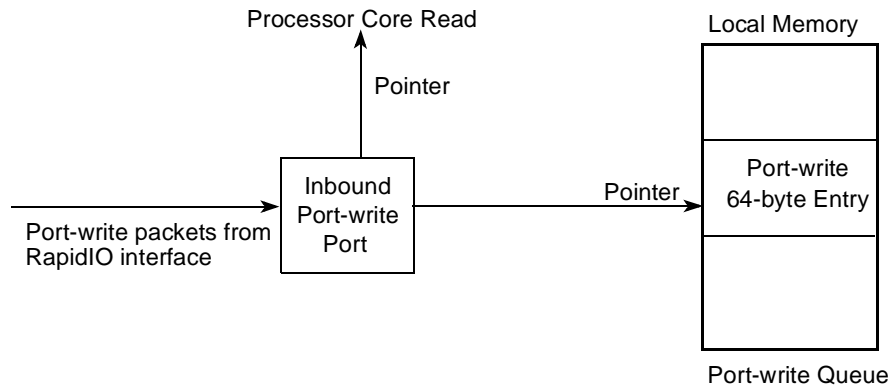 Processor Core Read
Local Memory
Pointer
Inbound
Port-write
Port
Pointer
Port-write
64-byte Entry
Port-write packets from
RapidIO interface
Port-write Queue